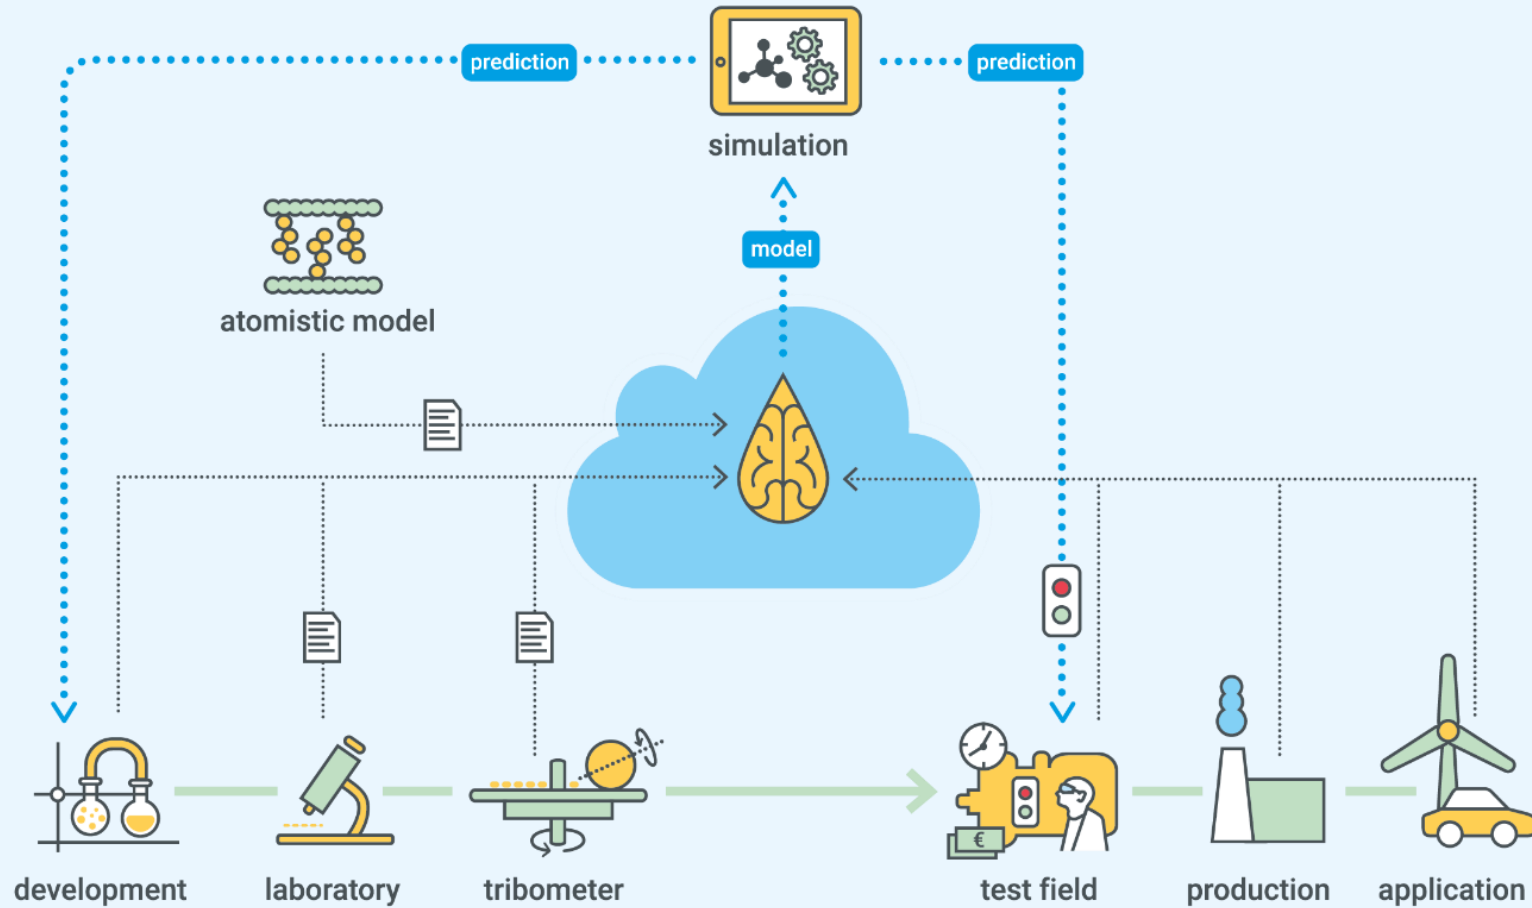 prediction
prediction
simulation
model
atomistic model
€
development
laboratory
tribometer
test field
production
application